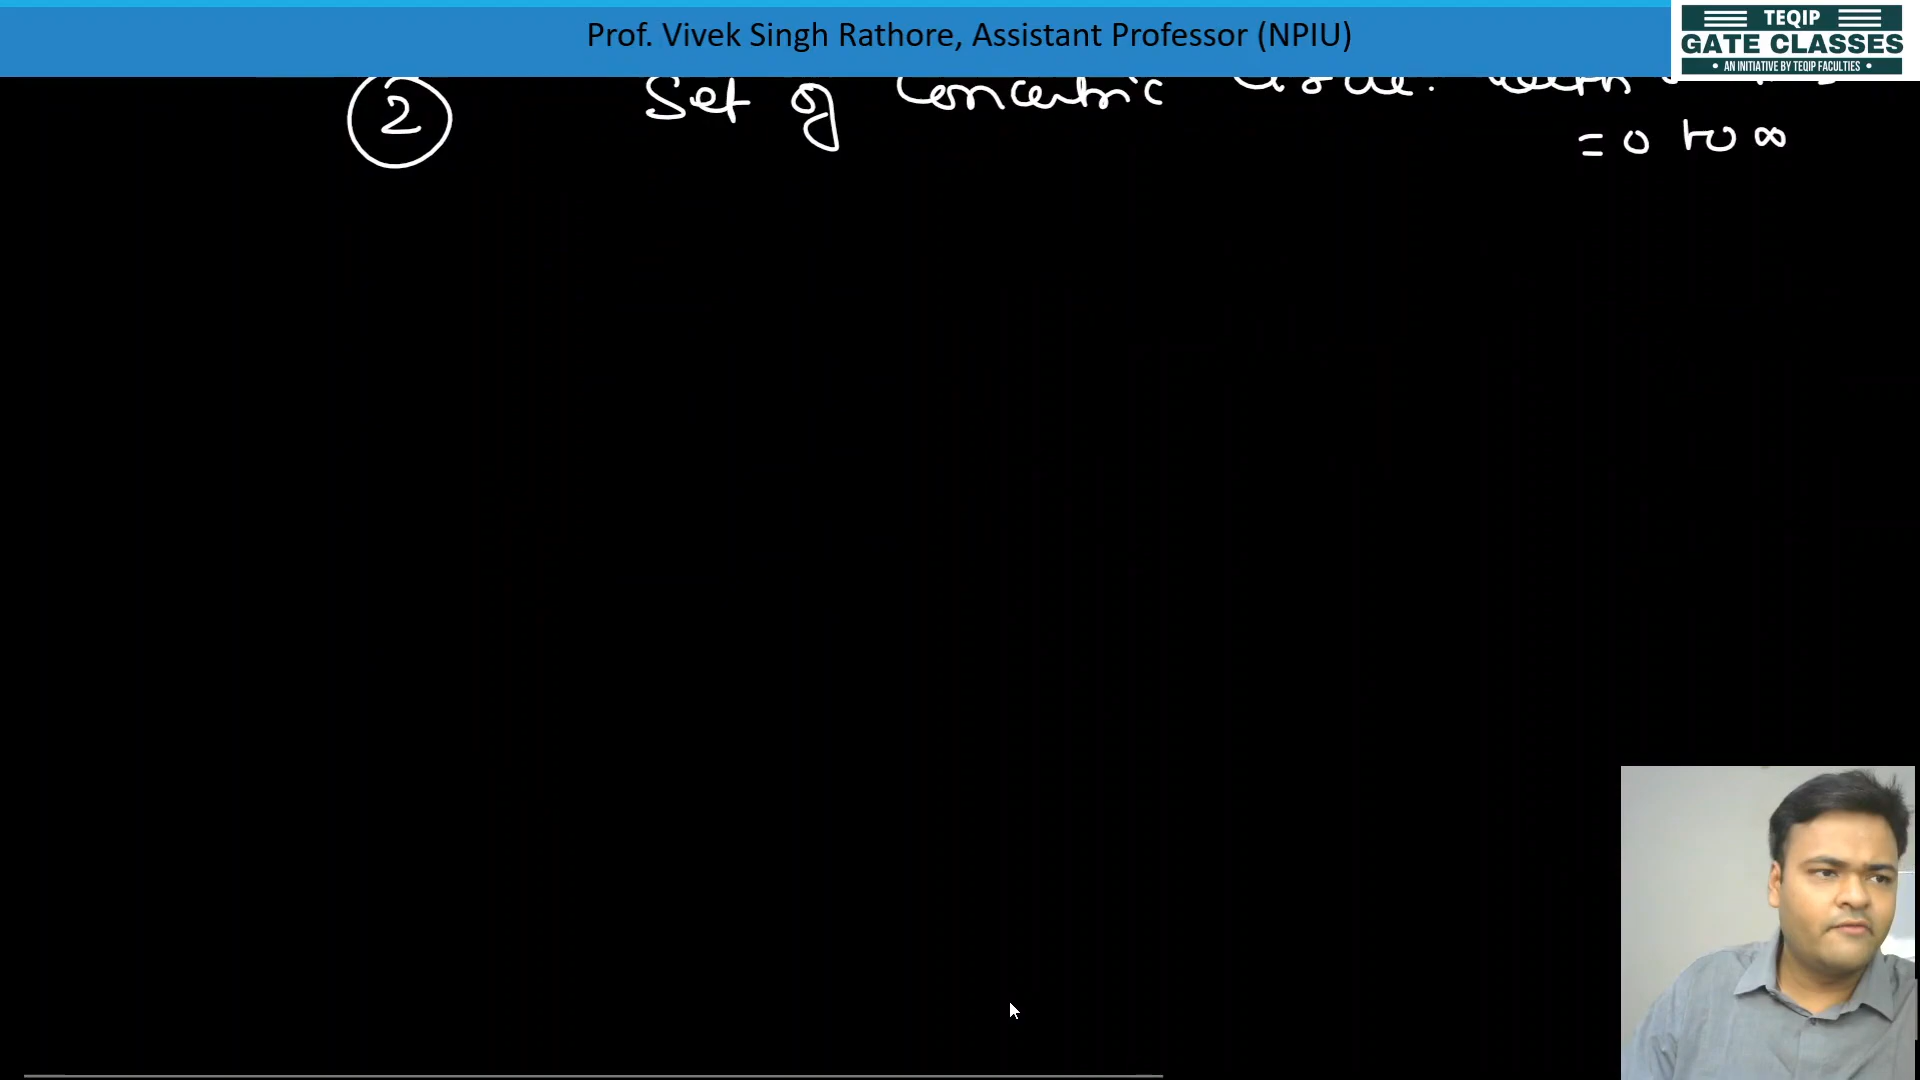 Prof. Vivek Singh Rathore, Assistant Professor (NPIU)
TEQIP
GATE CLASSES
• AN INITIATIVE BY TEQIP FACULTIES •
2 Set of Concentric with
= 0 to ∞